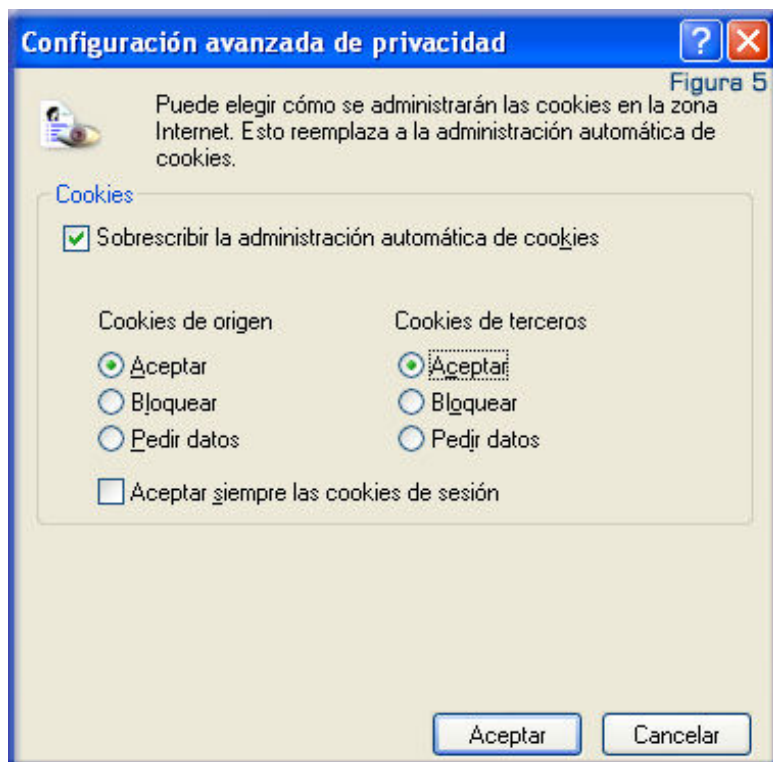 Configuración avanzada de privacidad
Figura 5
Puede elegir cómo se administrarán las cookies en la zona
Internet. Esto reemplaza a la administración automática de
cookies.
Cookies
Sobrescribir la administración automática de cookies
Cookies de origen
Cookies de terceros
Aceptar
Aceptar
Bloquear
Bloquear
Pedir datos
Pedir datos
Aceptar siempre las cookies de sesión
Aceptar
Cancelar